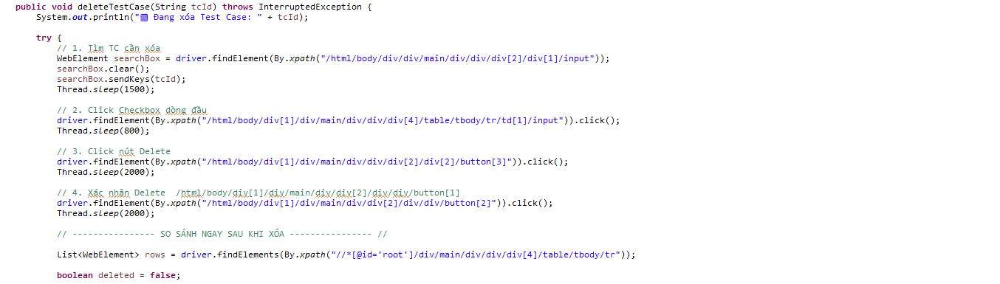 public void deleteTestCase(String tcId) throws InterruptedException {
System.out.println("▧ Đang xóa Test Case: " + tcId);
try {
// 1. Tìm TC cần xóa
WebElement searchBox = driver.findElement(By.xpath("/html/body/div/div/main/div/div/div[2]/div[1]/input"));
searchBox.clear();
searchBox.sendKeys(tcId);
Thread.sleep(1500);
// 2. Click Checkbox dòng đầu
driver.findElement(By.xpath("/html/body/div[1]/div/main/div/div/div[4]/table/tbody/tr/td[1]/input")).click();
Thread.sleep(800);
// 3. Click nút Delete
driver.findElement(By.xpath("/html/body/div[1]/div/main/div/div/div[2]/div[2]/button[3]")).click();
Thread.sleep(2000);
// 4. Xác nhận Delete  /html/body/div[1]/div/main/div/div[2]/div/div/button[1]
driver.findElement(By.xpath("/html/body/div[1]/div/main/div/div[2]/div/div/button[2]")).click();
Thread.sleep(2000);
// ---------------- SO SÁNH NGAY SAU KHI XÓA ---------------- //
List<WebElement> rows = driver.findElements(By.xpath("//*[@id='root']/div/main/div/div/div[4]/table/tbody/tr"));
boolean deleted = false;